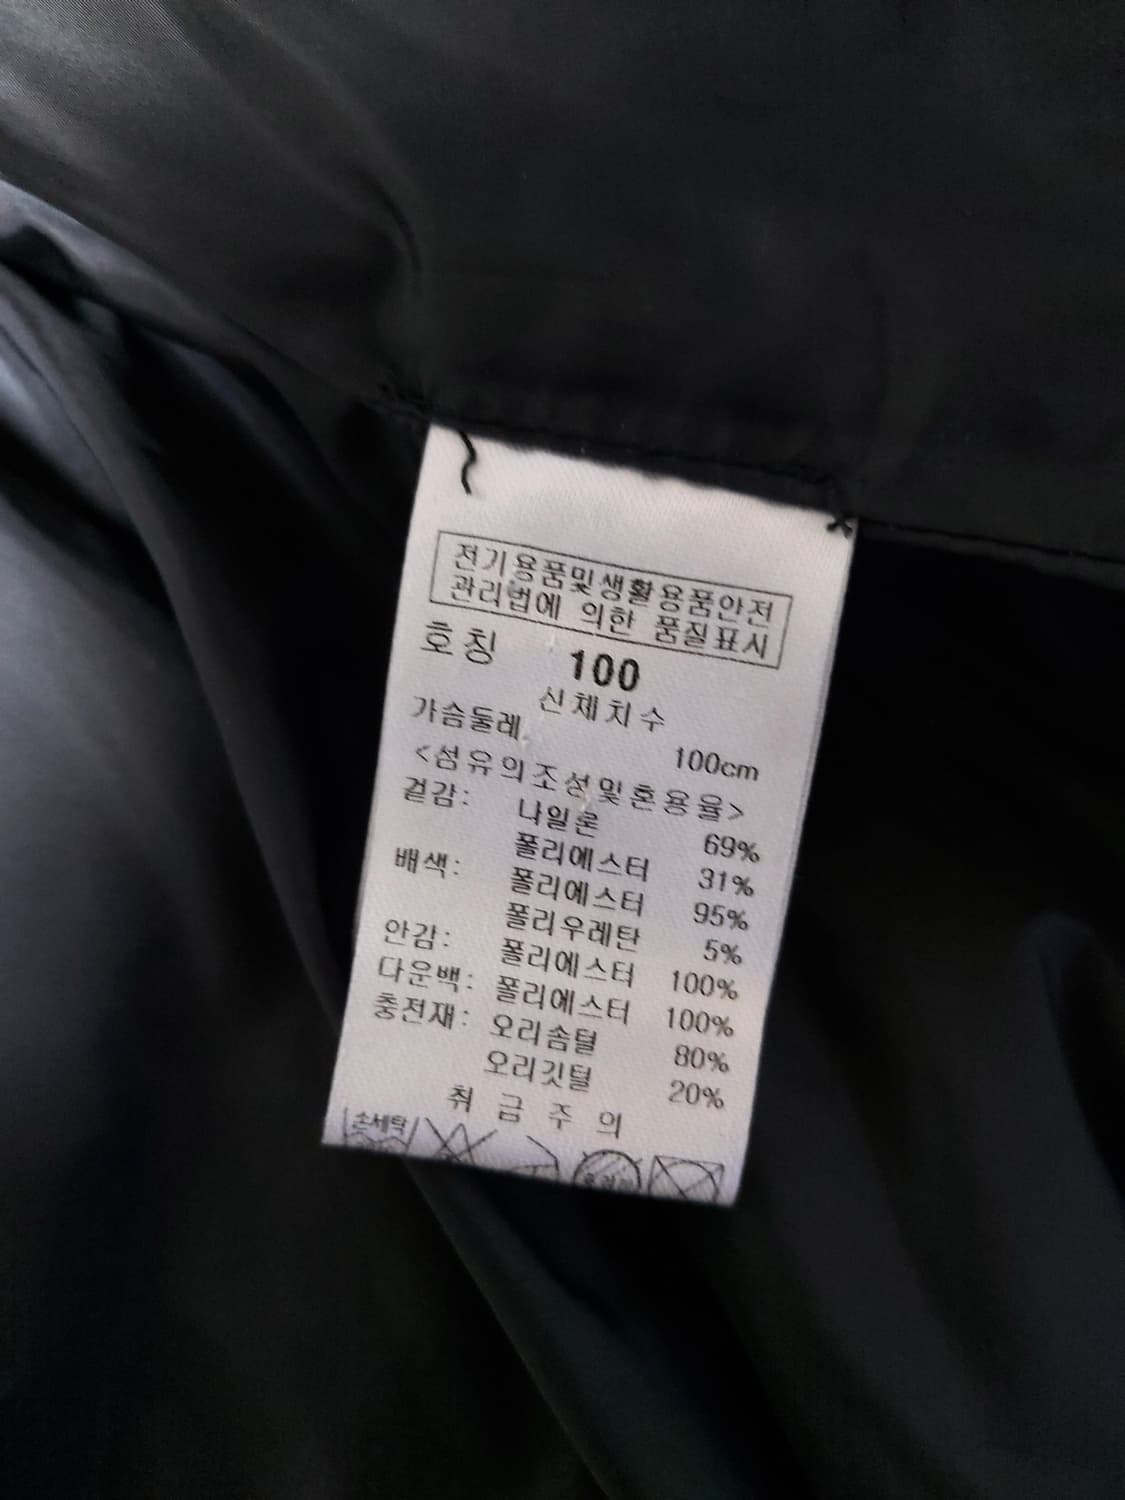 전기용품및생활용품안전
관리법에 의한 품질표시
호칭 100
신체치수
가슴둘레 100cm
<섬유의조성및혼용율>
겉감: 나일론 69%
폴리에스터 31%
배색: 폴리에스터 95%
폴리우레탄 5%
안감: 폴리에스터 100%
다운백: 폴리에스터 100%
충전재: 오리솜털 80%
오리깃털 20%
취급주의
손세탁